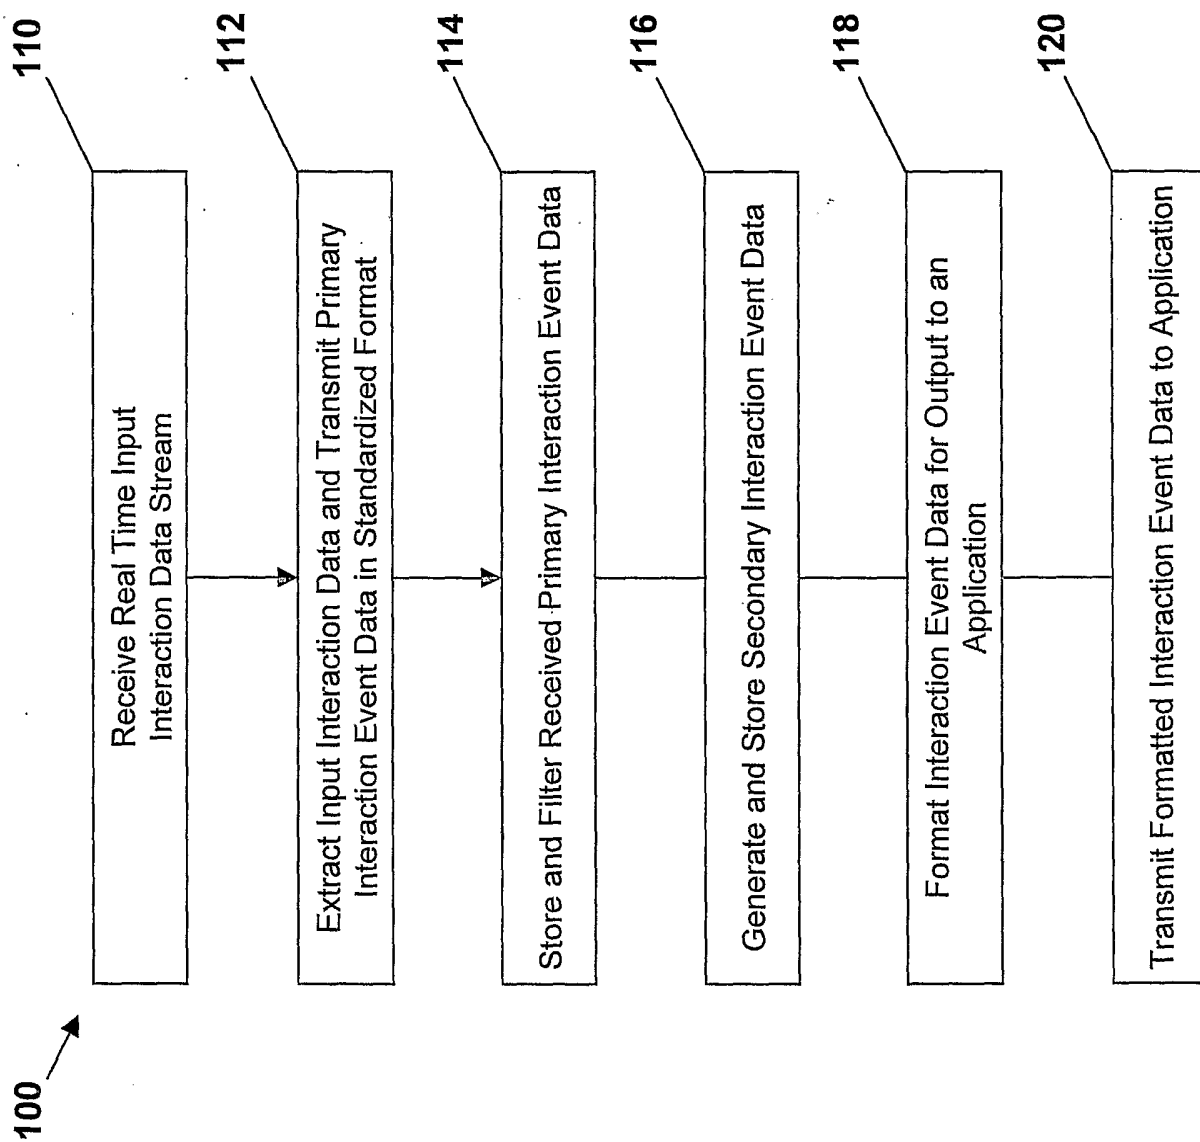 100
110
Receive Real Time Input
Interaction Data Stream
112
Extract Input Interaction Data and Transmit Primary
Interaction Event Data in Standardized Format
114
Store and Filter Received Primary Interaction Event Data
116
Generate and Store Secondary Interaction Event Data
118
Format Interaction Event Data for Output to an
Application
120
Transmit Formatted Interaction Event Data to Application